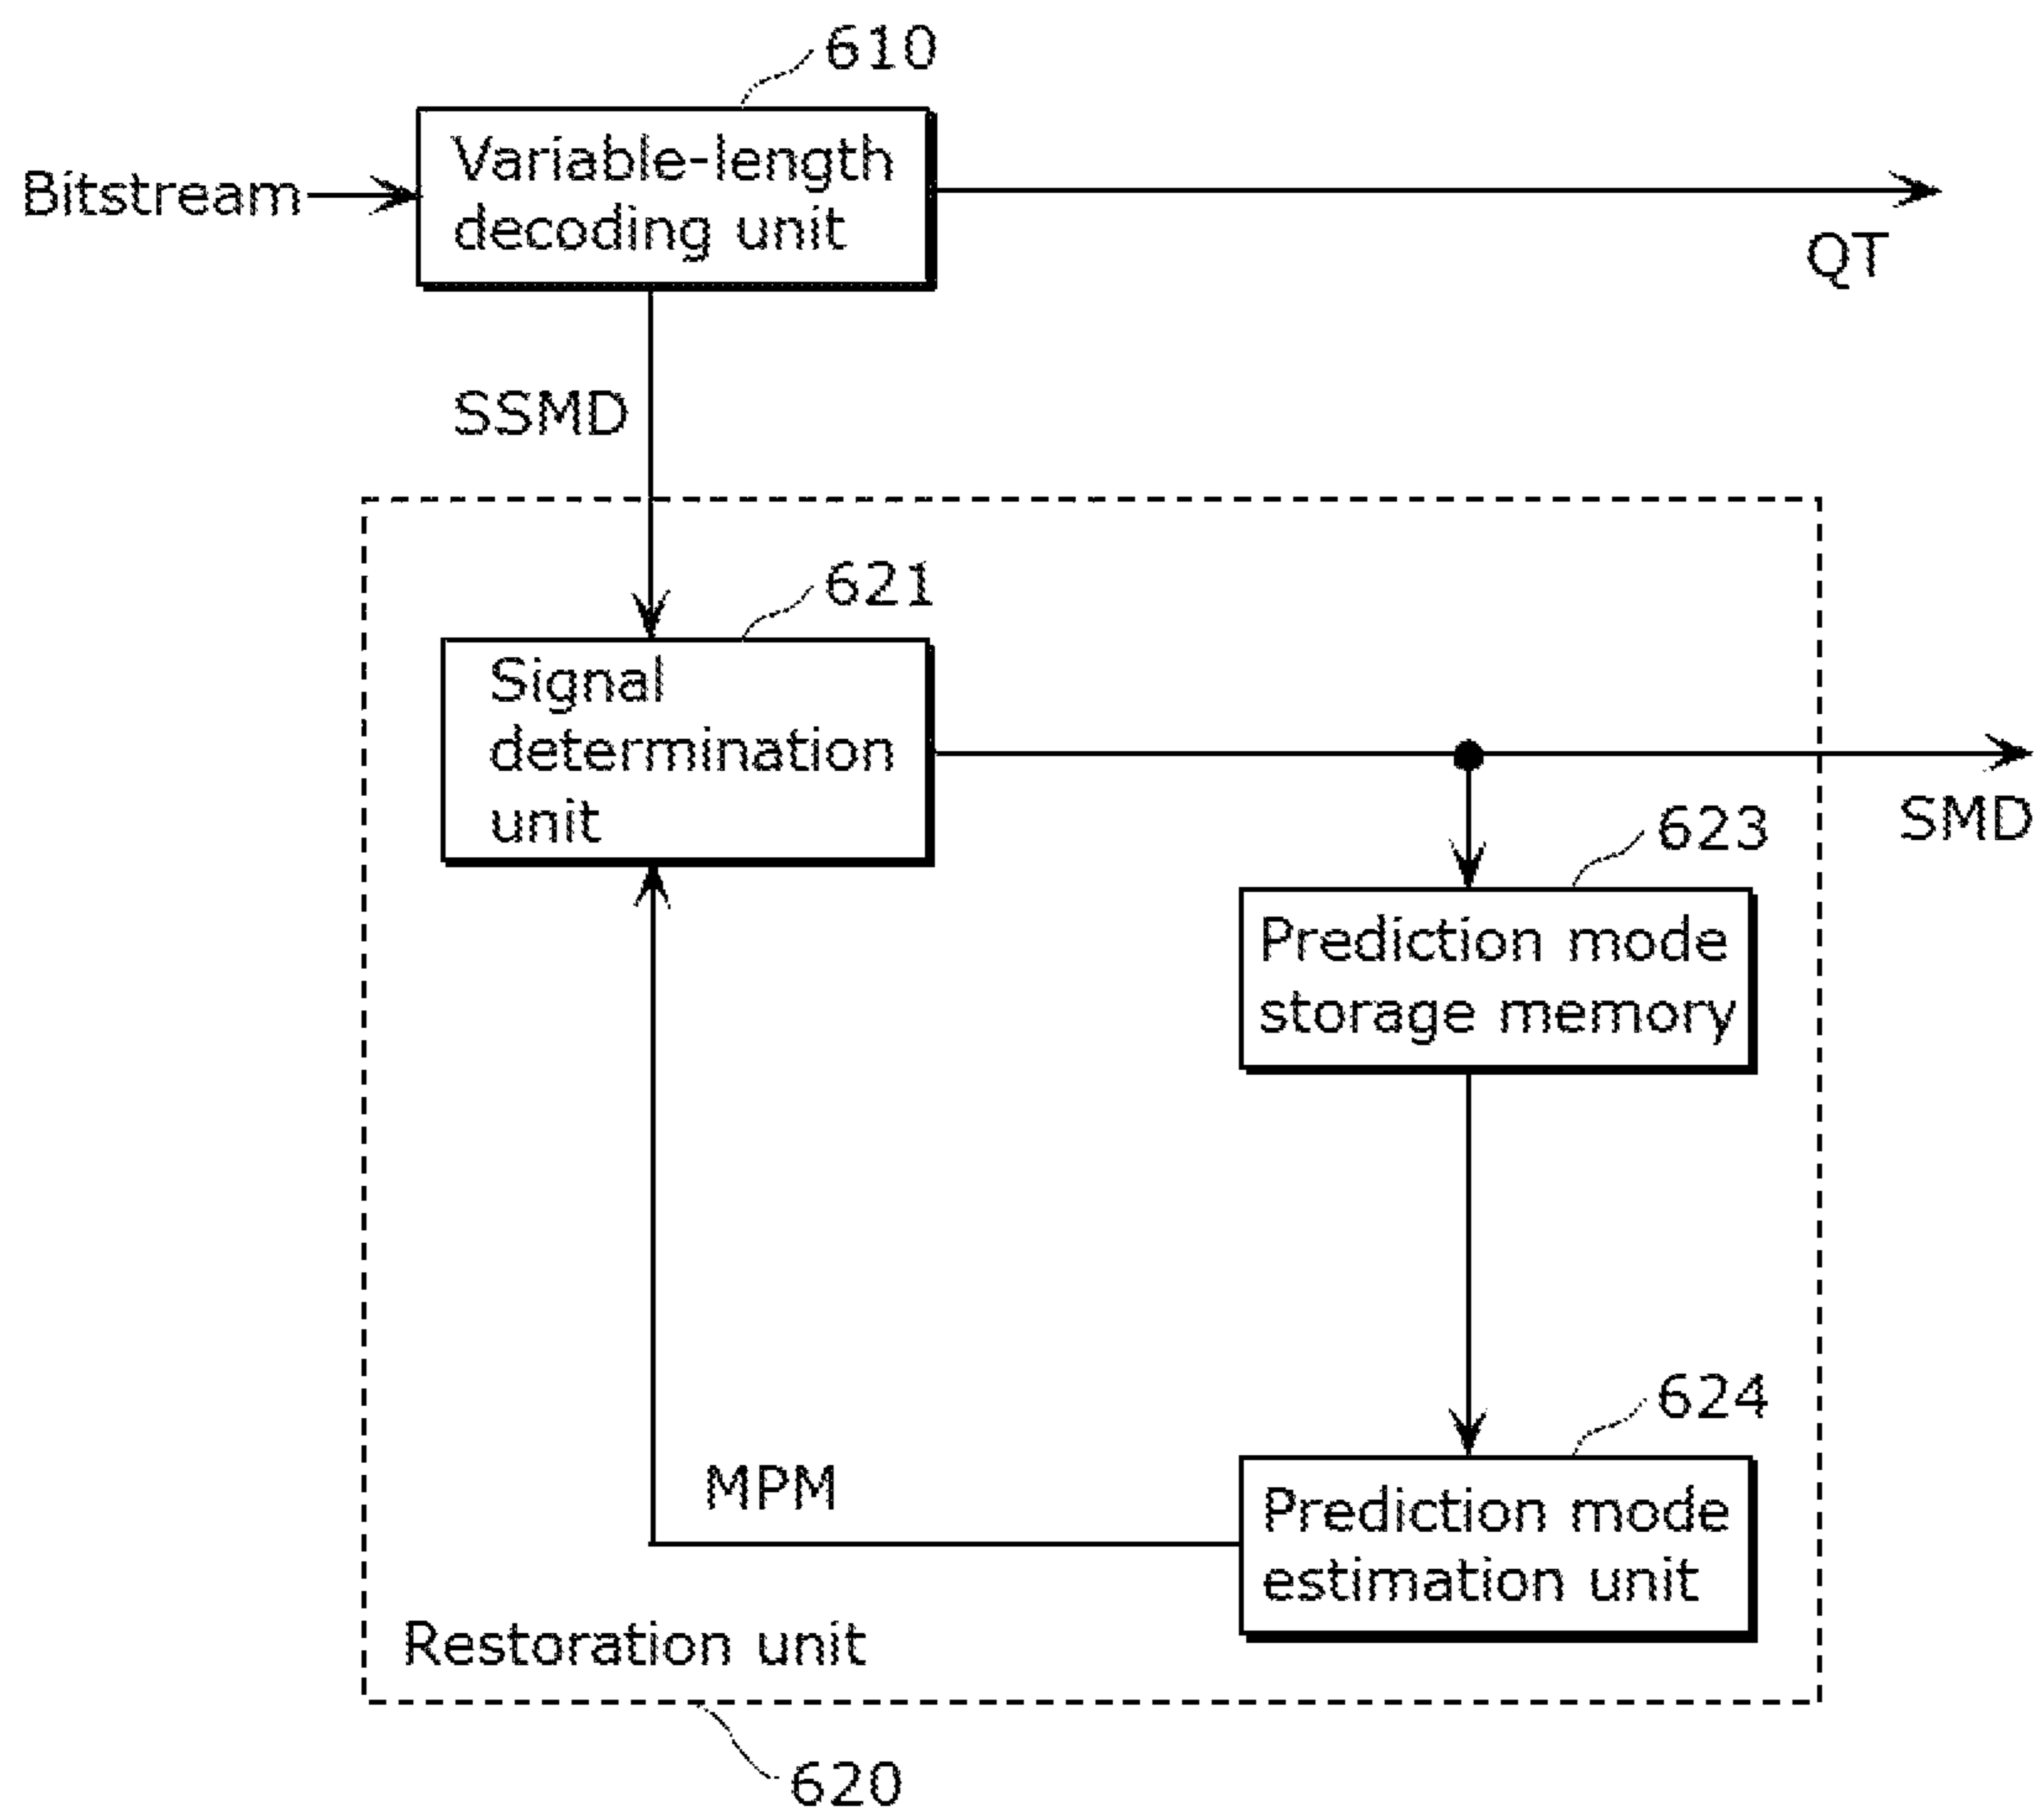 610
Variable-length
decoding unit
Bitstream
QT
SSMD
621
Signal
determination
unit
SMD
623
Prediction mode
storage memory
624
MPM
Prediction mode
estimation unit
Restoration unit
620